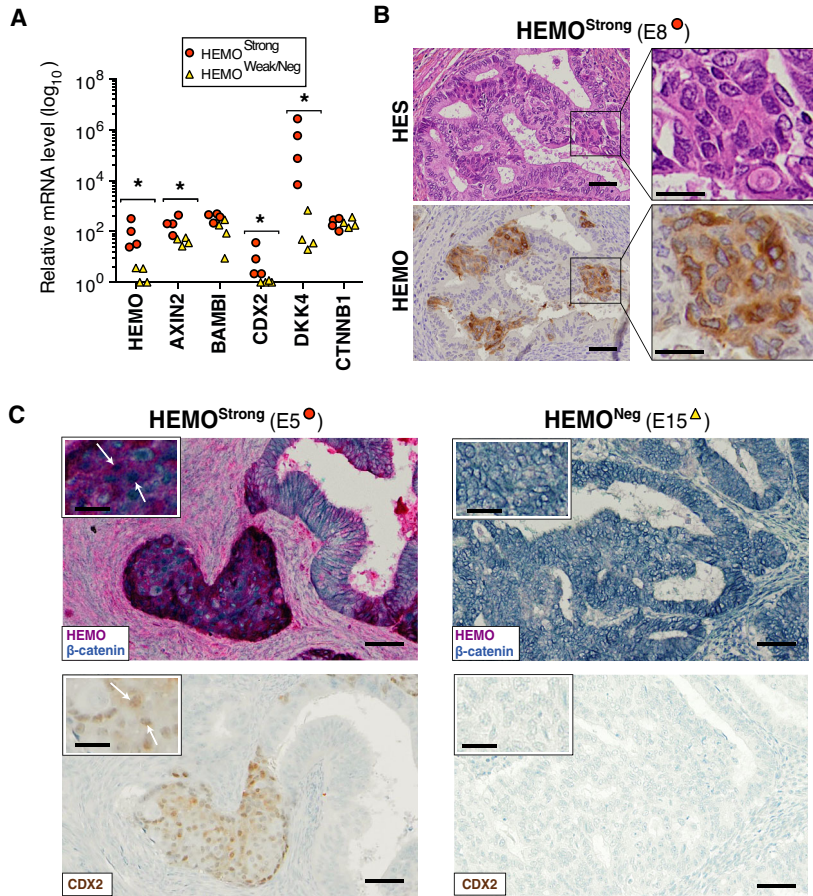 A
HEMO Strong
HEMO Weak/Neg
Relative mRNA level (log10)
10^8
10^6
10^4
10^2
10^0
*
*
*
*
HEMO
AXIN2
BAMBI
CDX2
DKK4
CTNNB1
B
HEMO^Strong (E8)
HES
HEMO
C
HEMO^Strong (E5)
HEMO^Neg (E15)
HEMO
β-catenin
HEMO
β-catenin
CDX2
CDX2